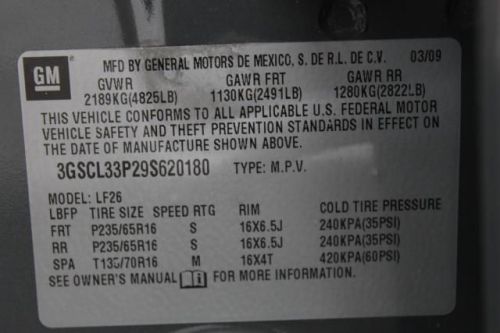 GM
MFD BY GENERAL MOTORS DE MEXICO, S. DE R.L. DE C.V. 03/09
GVWR GAWR FRT GAWR RR
2189KG(4825LB) 1130KG(2491LB) 1280KG(2822LB)
THIS VEHICLE CONFORMS TO ALL APPLICABLE U.S. FEDERAL MOTOR
VEHICLE SAFETY AND THEFT PREVENTION STANDARDS IN EFFECT ON
THE DATE OF MANUFACTURE SHOWN ABOVE.
3GSCL33P29S620180 TYPE: M.P.V.
MODEL: LF26
LBFP TIRE SIZE SPEED RTG RIM COLD TIRE PRESSURE
FRT P235/65R16 S 16X6.5J 240KPA(35PSI)
RR P235/65R16 S 16X6.5J 240KPA(35PSI)
SPA T135/70R16 M 16X4T 420KPA(60PSI)
SEE OWNER'S MANUAL FOR MORE INFORMATION.